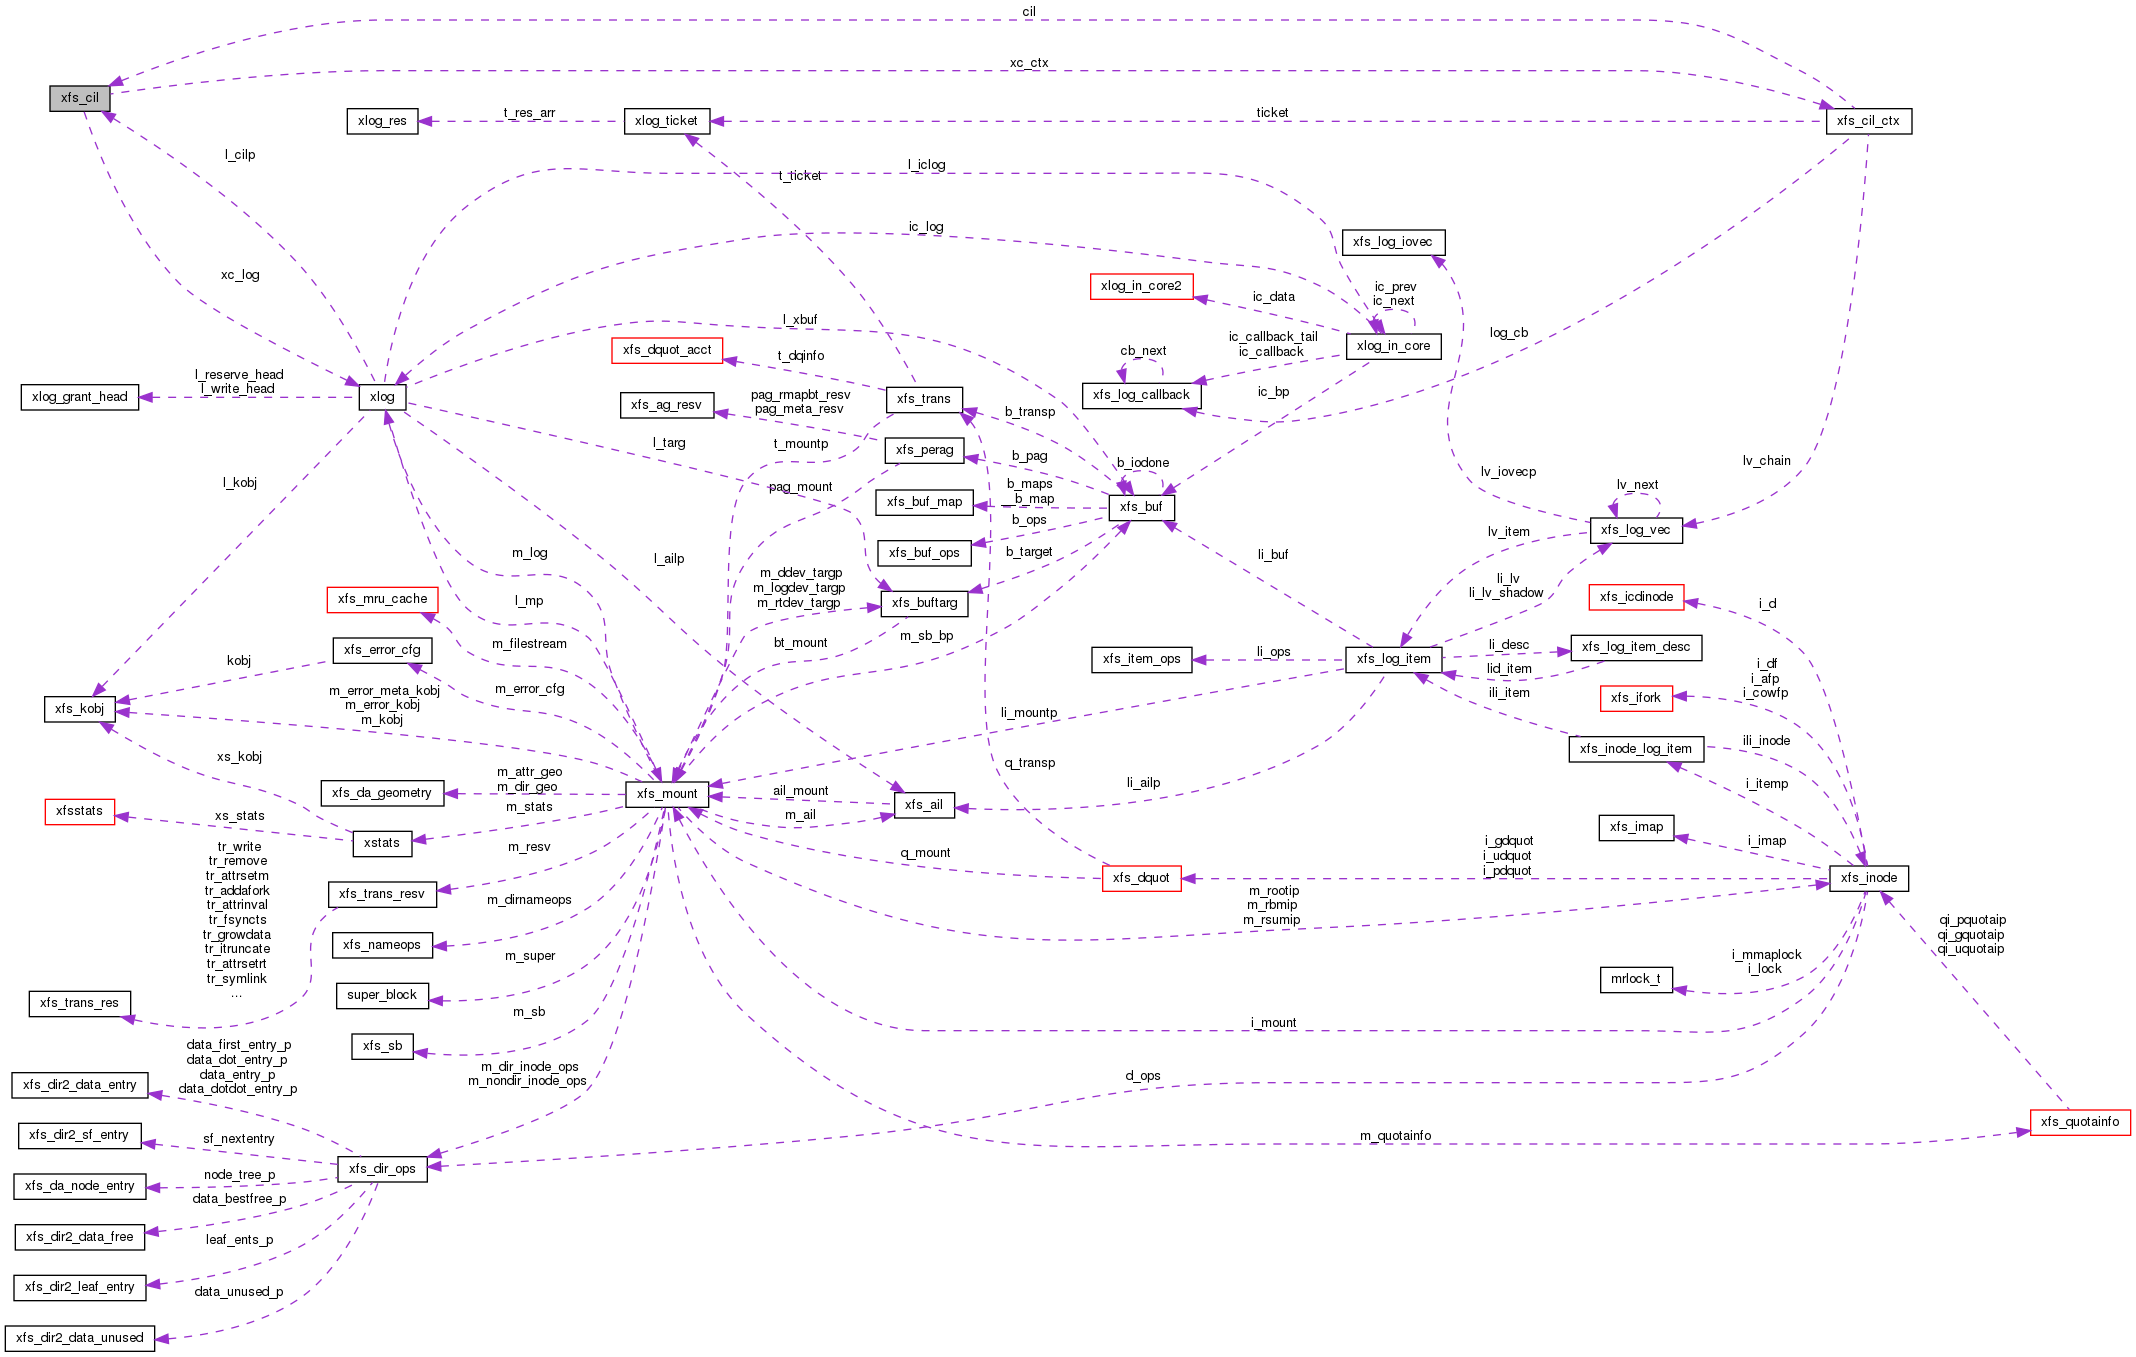 cil
xc_ctx
xfs_cil
xlog_res
t_res_arr
xlog_ticket
ticket
xfs_cil_ctx
l_cilp
l_iclog
t_ticket
ic_log
xfs_log_iovec
xc_log
xlog_in_core2
ic_data
ic_prev
ic_next
l_xbuf
log_cb
xfs_dquot_acct
t_dqinfo
ic_callback_tail
ic_callback
xlog_in_core
cb_next
l_reserve_head
l_write_head
xlog_grant_head
xlog
xfs_ag_resv
pag_rmapbt_resv
pag_meta_resv
xfs_trans
xfs_log_callback
ic_bp
b_transp
l_targ
t_mountp
xfs_perag
b_pag
b_iodone
lv_chain
lv_iovecp
l_kobj
pag_mount
xfs_buf_map
b_maps
b_map
xfs_buf
lv_next
xfs_log_vec
b_ops
lv_item
m_log
l_ailp
xfs_buf_ops
b_target
li_buf
m_ddev_targp
m_logdev_targp
m_rtdev_targp
li_lv
li_lv_shadow
xfs_mru_cache
l_mp
xfs_buftarg
xfs_icdinode
i_d
m_filestream
bt_mount
m_sb_bp
xfs_error_cfg
kobj
xfs_item_ops
li_ops
xfs_log_item
li_desc
lid_item
xfs_log_item_desc
m_error_cfg
ili_item
i_df
i_afp
i_cowfp
xfs_ifork
m_error_meta_kobj
m_error_kobj
m_kobj
xfs_kobj
li_mountp
xfs_inode_log_item
ili_inode
xs_kobj
q_transp
li_ailp
i_itemp
m_attr_geo
m_dir_geo
xfs_da_geometry
xfs_mount
ail_mount
m_ail
xfs_ail
xfsstats
xs_stats
m_stats
xstats
xfs_imap
i_imap
m_resv
q_mount
i_gdquot
i_udquot
i_pdquot
xfs_dquot
xfs_inode
tr_write
tr_remove
tr_attrsetm
tr_addafork
tr_attrinval
tr_fsyncts
tr_growdata
tr_itruncate
tr_attrsetrt
tr_symlink
...
xfs_trans_resv
m_dirnameops
m_rootip
m_rbmip
m_rsumip
qi_pquotaip
qi_gquotaip
qi_uquotaip
xfs_nameops
m_super
i_mmaplock
i_lock
mrlock_t
super_block
xfs_trans_res
m_sb
i_mount
xfs_sb
data_first_entry_p
data_dot_entry_p
data_entry_p
data_dotdot_entry_p
xfs_dir2_data_entry
m_dir_inode_ops
m_nondir_inode_ops
d_ops
xfs_quotainfo
m_quotainfo
xfs_dir2_sf_entry
sf_nextentry
xfs_dir_ops
node_tree_p
xfs_da_node_entry
data_bestfree_p
xfs_dir2_data_free
leaf_ents_p
xfs_dir2_leaf_entry
data_unused_p
xfs_dir2_data_unused